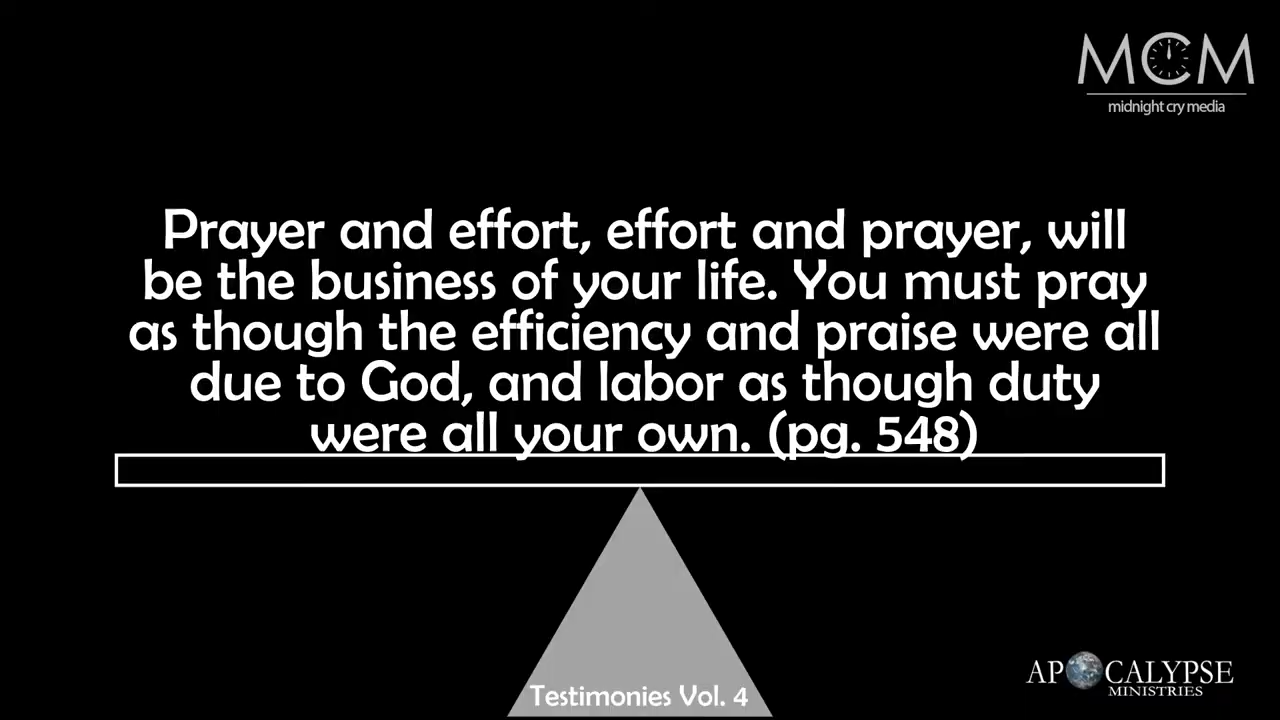 MCM
midnight cry media
Prayer and effort, effort and prayer, will
be the business of your life. You must pray
as though the efficiency and praise were all
due to God, and labor as though duty
were all your own. (pg. 548)
Testimonies Vol. 4
APOCALYPSE
MINISTRIES